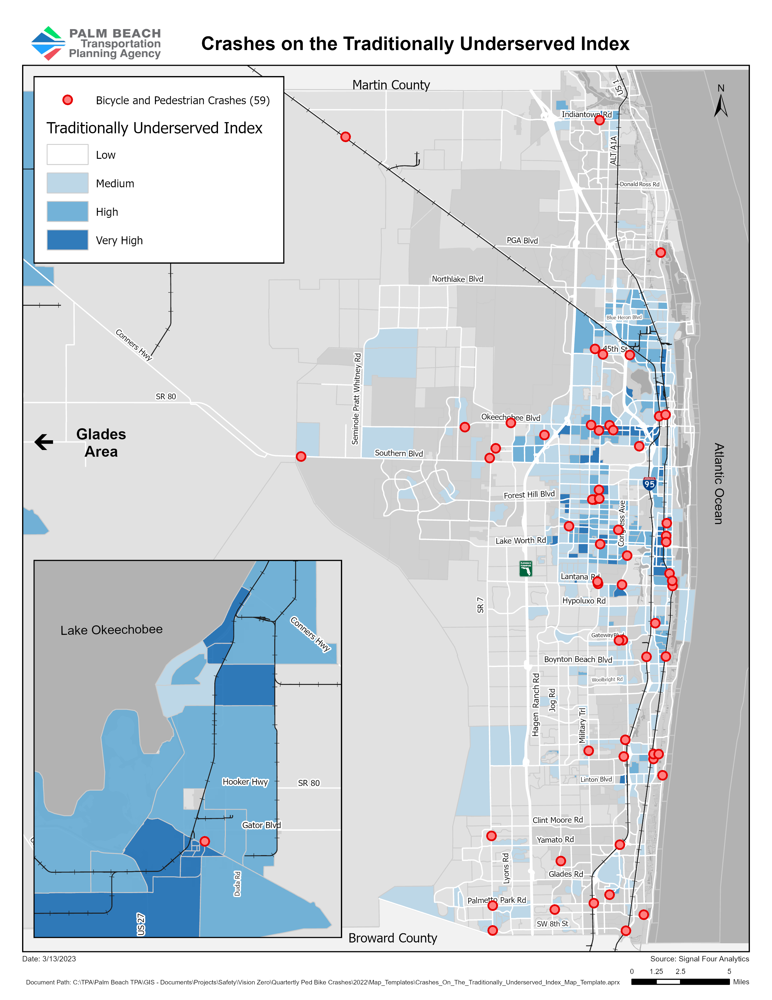 PALM BEACH
Transportation
Planning Agency
Crashes on the Traditionally Underserved Index
Martin County
N
US 1
Bicycle and Pedestrian Crashes (59)
Traditionally Underserved Index
Low
Medium
High
Very High
Indiantown Rd
ALT A1A
Donald Ross Rd
PGA Blvd
Northlake Blvd
Blue Heron Blvd
Conners Hwy
45th St
Seminole Pratt Whitney Rd
SR 80
Okeechobee Blvd
Glades
Area
Southern Blvd
Atlantic Ocean
INTERSTATE
95
Forest Hill Blvd
Congress Ave
Lake Worth Rd
FLORIDA'S
TURNPIKE
Lantana Rd
SR 7
Hypoluxo Rd
Lake Okeechobee
Conners Hwy
Gateway Blvd
Boynton Beach Blvd
Hagen Ranch Rd
Jog Rd
Woolbright Rd
Military Trl
Hooker Hwy
SR 80
Linton Blvd
Gator Blvd
Clint Moore Rd
Yamato Rd
Lyons Rd
Glades Rd
Duda Rd
Palmetto Park Rd
US 27
SW 8th St
Broward County
Date: 3/13/2023
Source: Signal Four Analytics
0 1.25 2.5 5
Miles
Document Path: C:\TPA\Palm Beach TPA\GIS - Documents\Projects\Safety\Vision Zero\Quartertly Ped Bike Crashes\2022\Map_Templates\Crashes_On_The_Traditionally_Underserved_Index_Map_Template.aprx